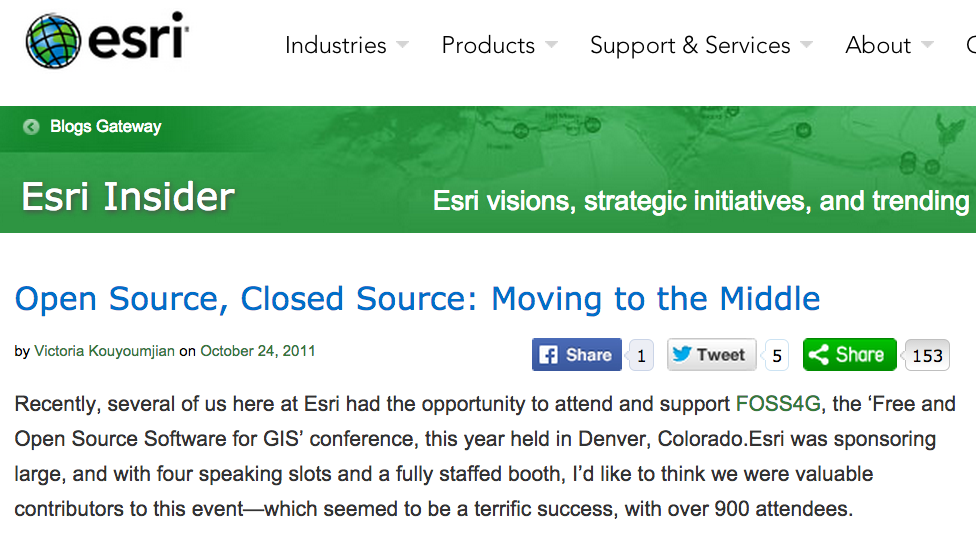 esri
Industries Products Support & Services About
Blogs Gateway
Esri Insider Esri visions, strategic initiatives, and trending
Open Source, Closed Source: Moving to the Middle
by Victoria Kouyoumjian on October 24, 2011
Share 1 Tweet 5 Share 153
Recently, several of us here at Esri had the opportunity to attend and support FOSS4G, the ‘Free and
Open Source Software for GIS’ conference, this year held in Denver, Colorado.Esri was sponsoring
large, and with four speaking slots and a fully staffed booth, I’d like to think we were valuable
contributors to this event—which seemed to be a terrific success, with over 900 attendees.